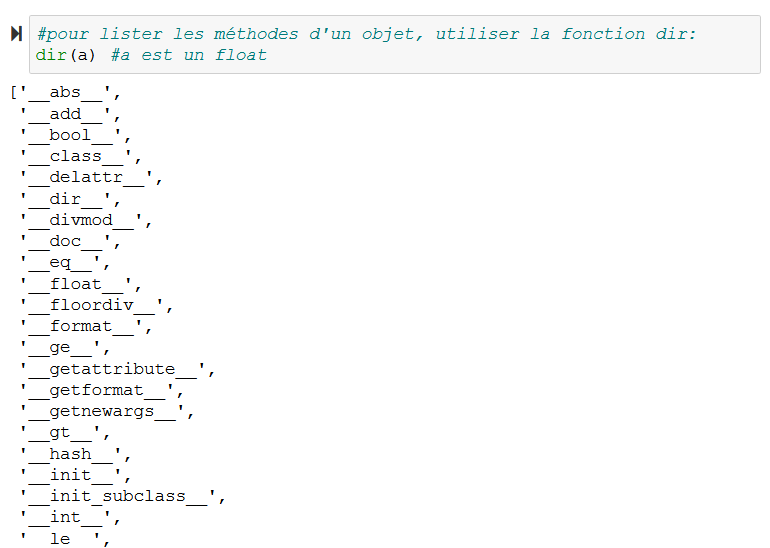 #pour lister les méthodes d'un objet, utiliser la fonction dir:
dir(a) #a est un float
['__abs__',
'__add__',
'__bool__',
'__class__',
'__delattr__',
'__dir__',
'__divmod__',
'__doc__',
'__eq__',
'__float__',
'__floordiv__',
'__format__',
'__ge__',
'__getattribute__',
'__getformat__',
'__getnewargs__',
'__gt__',
'__hash__',
'__init__',
'__init_subclass__',
'__int__',
'__le__',